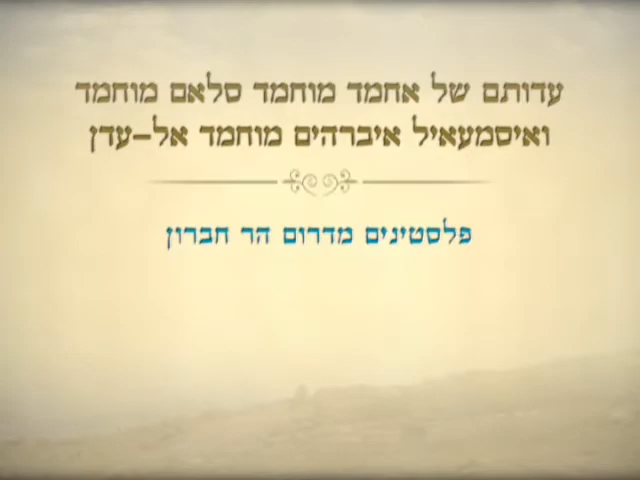 עדותם של אחמד מוחמד סלאם מוחמד
ואיסמעאיל איברהים מוחמד אל-עדן
פלסטינים מדרום הר חברון